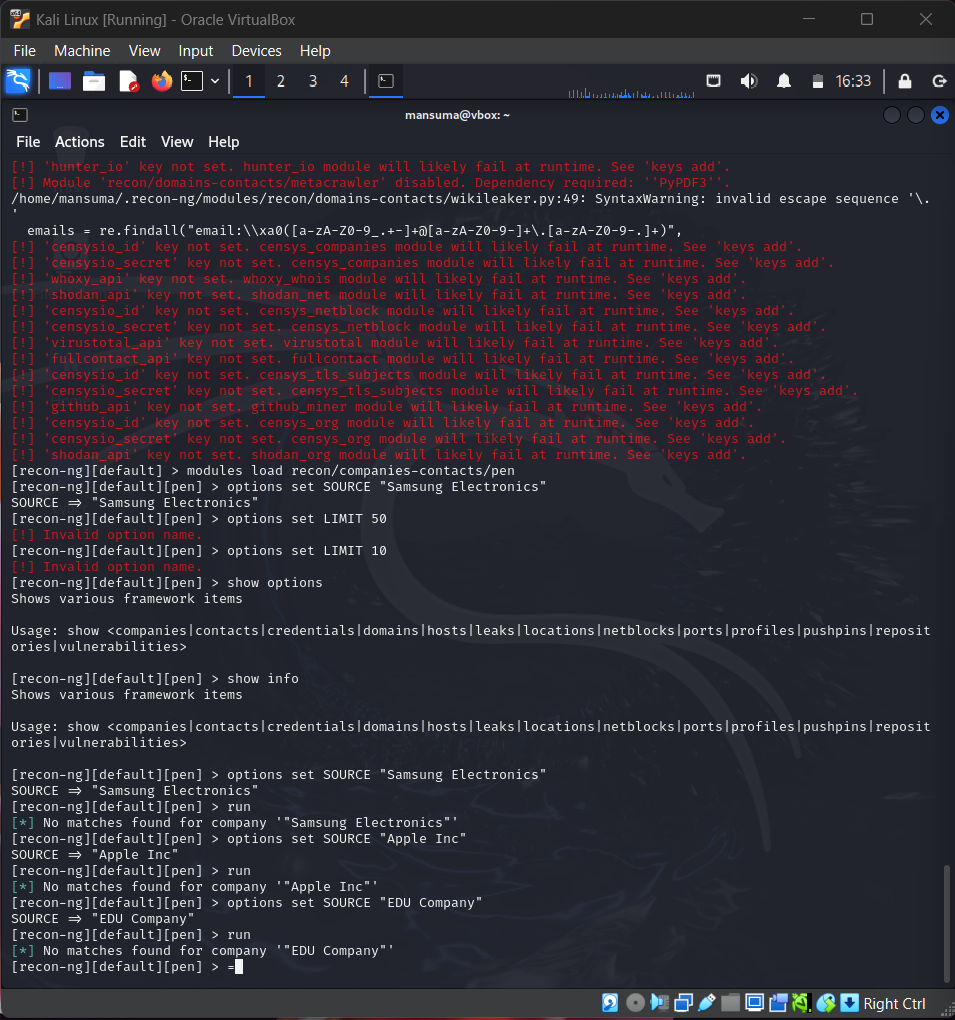 Kali Linux [Running] - Oracle VirtualBox
File Machine View Input Devices Help
1 2 3 4 16:33
mansuma@vbox: ~
File Actions Edit View Help
[!] 'hunter_io' key not set. hunter_io module will likely fail at runtime. See 'keys add'.
[!] Module 'recon/domains-contacts/metacrawler' disabled. Dependency required: ''PyPDF3''.
/home/mansuma/.recon-ng/modules/recon/domains-contacts/wikileaker.py:49: SyntaxWarning: invalid escape sequence '\.
'
emails = re.findall("email:\\xa0([a-zA-Z0-9_.+-]+@[a-zA-Z0-9-]+\.[a-zA-Z0-9-.]+)",
[!] 'censysio_id' key not set. censys_companies module will likely fail at runtime. See 'keys add'.
[!] 'censysio_secret' key not set. censys_companies module will likely fail at runtime. See 'keys add'.
[!] 'whoxy_api' key not set. whoxy_whois module will likely fail at runtime. See 'keys add'.
[!] 'shodan_api' key not set. shodan_net module will likely fail at runtime. See 'keys add'.
[!] 'censysio_id' key not set. censys_netblock module will likely fail at runtime. See 'keys add'.
[!] 'censysio_secret' key not set. censys_netblock module will likely fail at runtime. See 'keys add'.
[!] 'virustotal_api' key not set. virustotal module will likely fail at runtime. See 'keys add'.
[!] 'fullcontact_api' key not set. fullcontact module will likely fail at runtime. See 'keys add'.
[!] 'censysio_id' key not set. censys_tls_subjects module will likely fail at runtime. See 'keys add'.
[!] 'censysio_secret' key not set. censys_tls_subjects module will likely fail at runtime. See 'keys add'.
[!] 'github_api' key not set. github_miner module will likely fail at runtime. See 'keys add'.
[!] 'censysio_id' key not set. censys_org module will likely fail at runtime. See 'keys add'.
[!] 'censysio_secret' key not set. censys_org module will likely fail at runtime. See 'keys add'.
[!] 'shodan_api' key not set. shodan_org module will likely fail at runtime. See 'keys add'.
[recon-ng][default] > modules load recon/companies-contacts/pen
[recon-ng][default][pen] > options set SOURCE "Samsung Electronics"
SOURCE => "Samsung Electronics"
[recon-ng][default][pen] > options set LIMIT 50
[!] Invalid option name.
[recon-ng][default][pen] > options set LIMIT 10
[!] Invalid option name.
[recon-ng][default][pen] > show options
Shows various framework items
Usage: show <companies|contacts|credentials|domains|hosts|leaks|locations|netblocks|ports|profiles|pushpins|reposit
ories|vulnerabilities>
[recon-ng][default][pen] > show info
Shows various framework items
Usage: show <companies|contacts|credentials|domains|hosts|leaks|locations|netblocks|ports|profiles|pushpins|reposit
ories|vulnerabilities>
[recon-ng][default][pen] > options set SOURCE "Samsung Electronics"
SOURCE => "Samsung Electronics"
[recon-ng][default][pen] > run
[*] No matches found for company '"Samsung Electronics"'
[recon-ng][default][pen] > options set SOURCE "Apple Inc"
SOURCE => "Apple Inc"
[recon-ng][default][pen] > run
[*] No matches found for company '"Apple Inc"'
[recon-ng][default][pen] > options set SOURCE "EDU Company"
SOURCE => "EDU Company"
[recon-ng][default][pen] > run
[*] No matches found for company '"EDU Company"'
[recon-ng][default][pen] > =
Right Ctrl